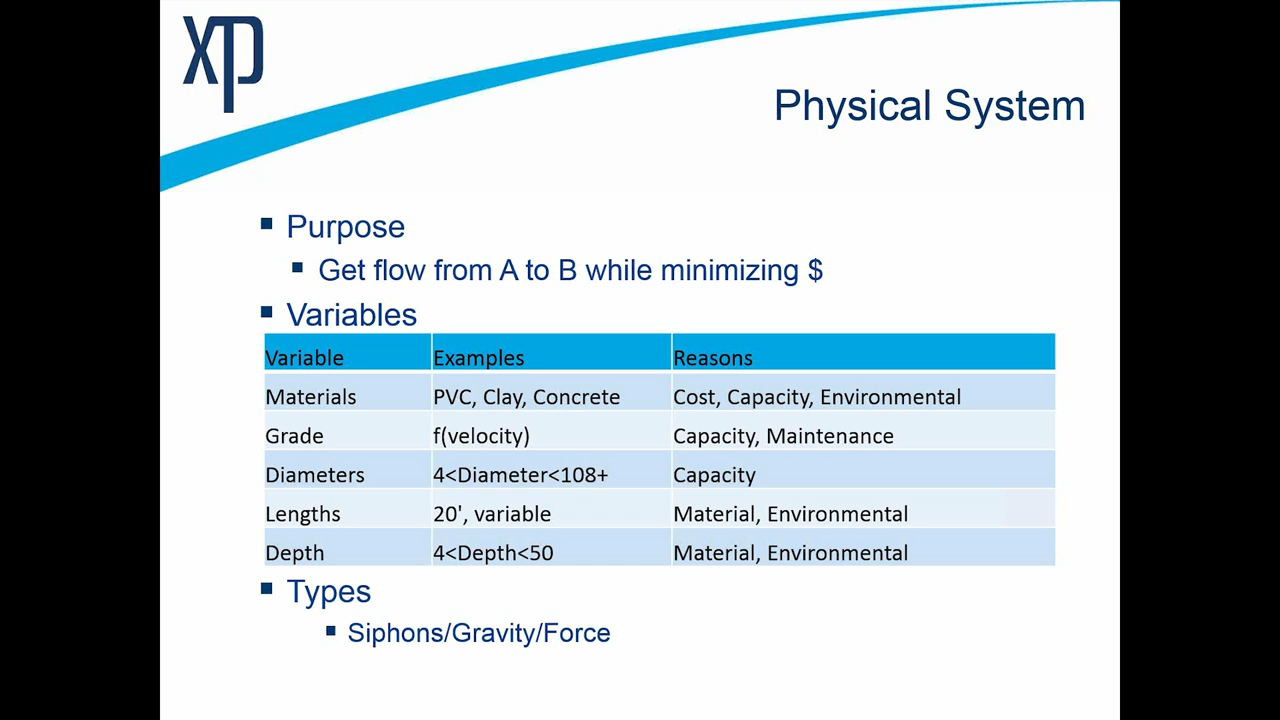 xp
Physical System
Purpose
Get flow from A to B while minimizing $
Variables
Variable Examples Reasons
Materials PVC, Clay, Concrete Cost, Capacity, Environmental
Grade f(velocity) Capacity, Maintenance
Diameters 4<Diameter<108+ Capacity
Lengths 20', variable Material, Environmental
Depth 4<Depth<50 Material, Environmental
Types
Siphons/Gravity/Force